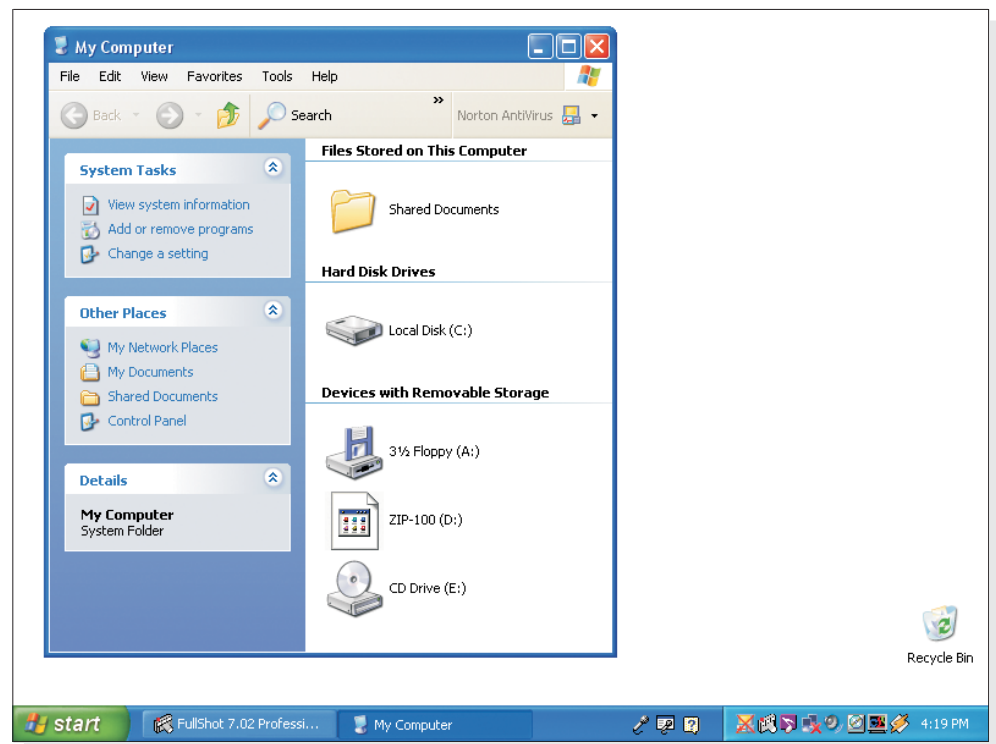 My Computer
File Edit View Favorites Tools Help
Back Search » Norton AntiVirus
System Tasks
View system information
Add or remove programs
Change a setting
Other Places
My Network Places
My Documents
Shared Documents
Control Panel
Details
My Computer
System Folder
Files Stored on This Computer
Shared Documents
Hard Disk Drives
Local Disk (C:)
Devices with Removable Storage
3½ Floppy (A:)
ZIP-100 (D:)
CD Drive (E:)
Recycle Bin
start FullShot 7.02 Professi... My Computer 4:19 PM